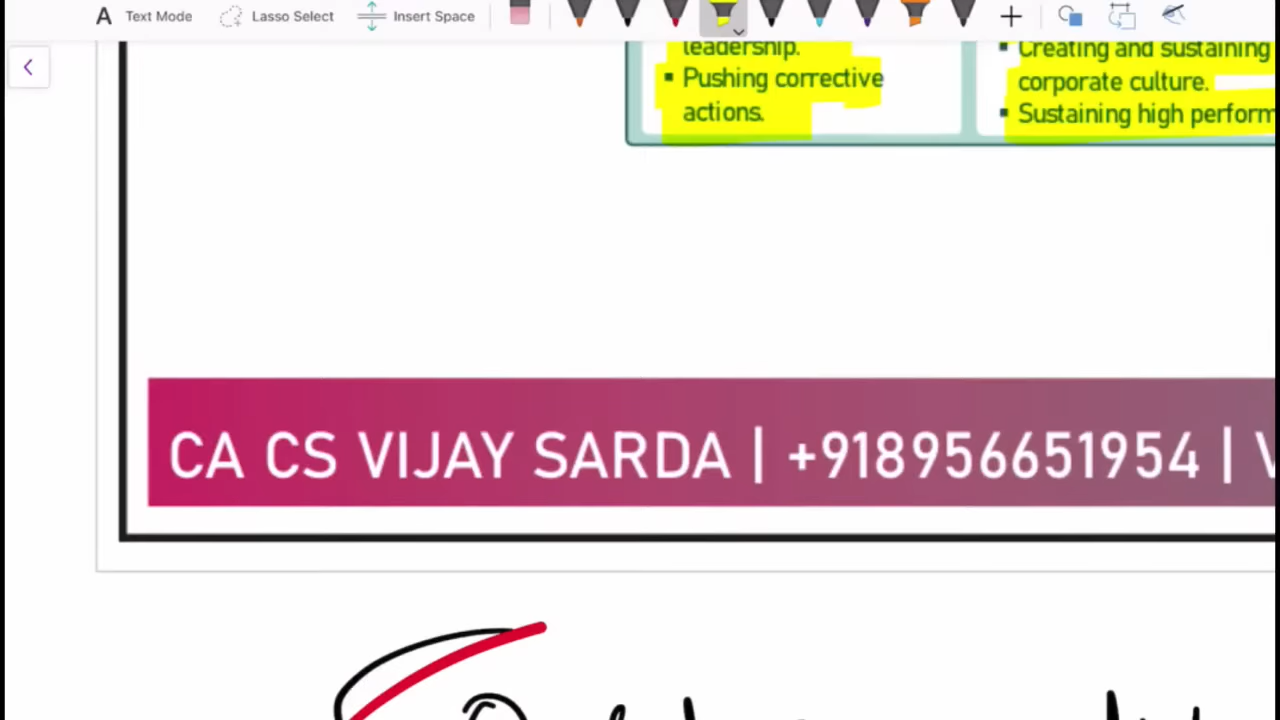 A Text Mode Lasso Select Insert Space
leadership.
▪ Pushing corrective
actions.
▪ Creating and sustaining
corporate culture.
▪ Sustaining high perform
CA CS VIJAY SARDA | +918956651954 | V